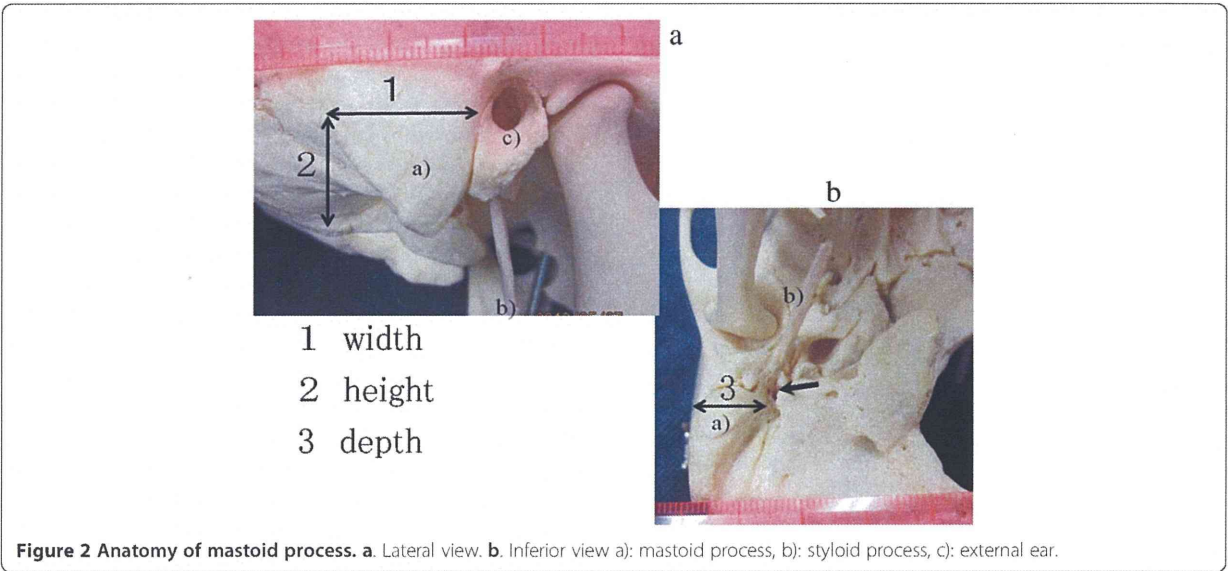 a
1
2
a)
c)
b)
b
b)
3
a)
1 width
2 height
3 depth
Figure 2 Anatomy of mastoid process. a. Lateral view. b. Inferior view a): mastoid process, b): styloid process, c): external ear.